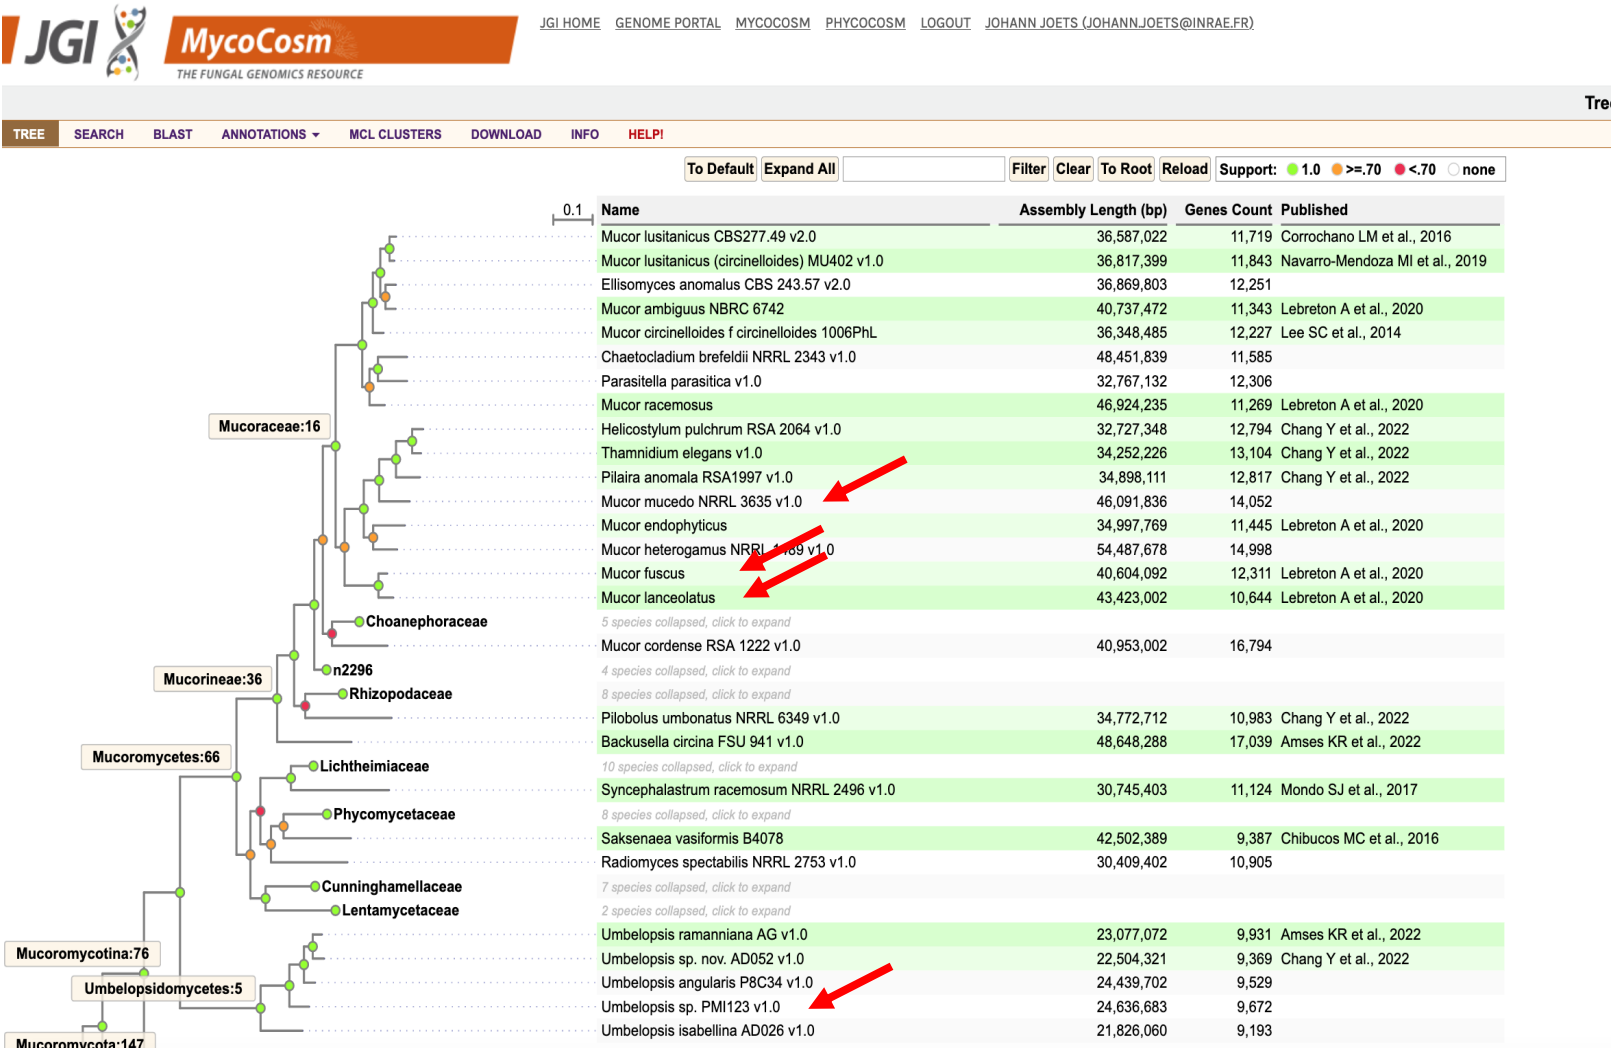 JGI HOME GENOME PORTAL MYCOCOSM PHYCOCOSM LOGOUT JOHANN JOETS (JOHANN.JOETS@INRAE.FR)
JGI MycoCosm
THE FUNGAL GENOMICS RESOURCE
Tre
TREE SEARCH BLAST ANNOTATIONS MCL CLUSTERS DOWNLOAD INFO HELP!
To Default Expand All Filter Clear To Root Reload Support: 1.0 >=.70 <.70 none
0.1 Name Assembly Length (bp) Genes Count Published
Mucor lusitanicus CBS277.49 v2.0 36,587,022 11,719 Corrochano LM et al., 2016
Mucor lusitanicus (circinelloides) MU402 v1.0 36,817,399 11,843 Navarro-Mendoza MI et al., 2019
Ellisomyces anomalus CBS 243.57 v2.0 36,869,803 12,251
Mucor ambiguus NBRC 6742 40,737,472 11,343 Lebreton A et al., 2020
Mucor circinelloides f circinelloides 1006PhL 36,348,485 12,227 Lee SC et al., 2014
Chaetocladium brefeldii NRRL 2343 v1.0 48,451,839 11,585
Parasitella parasitica v1.0 32,767,132 12,306
Mucor racemosus 46,924,235 11,269 Lebreton A et al., 2020
Mucoraceae:16
Helicostylum pulchrum RSA 2064 v1.0 32,727,348 12,794 Chang Y et al., 2022
Thamnidium elegans v1.0 34,252,226 13,104 Chang Y et al., 2022
Pilaira anomala RSA1997 v1.0 34,898,111 12,817 Chang Y et al., 2022
Mucor mucedo NRRL 3635 v1.0 46,091,836 14,052
Mucor endophyticus 34,997,769 11,445 Lebreton A et al., 2020
Mucor heterogamus NRRL 1489 v1.0 54,487,678 14,998
Mucor fuscus 40,604,092 12,311 Lebreton A et al., 2020
Mucor lanceolatus 43,423,002 10,644 Lebreton A et al., 2020
Choanephoraceae 5 species collapsed, click to expand
Mucor cordense RSA 1222 v1.0 40,953,002 16,794
n2296 4 species collapsed, click to expand
Mucorineae:36
Rhizopodaceae 8 species collapsed, click to expand
Pilobolus umbonatus NRRL 6349 v1.0 34,772,712 10,983 Chang Y et al., 2022
Backusella circina FSU 941 v1.0 48,648,288 17,039 Amses KR et al., 2022
Mucoromycetes:66
Lichtheimiaceae 10 species collapsed, click to expand
Syncephalastrum racemosum NRRL 2496 v1.0 30,745,403 11,124 Mondo SJ et al., 2017
Phycomycetaceae 8 species collapsed, click to expand
Saksenaea vasiformis B4078 42,502,389 9,387 Chibucos MC et al., 2016
Radiomyces spectabilis NRRL 2753 v1.0 30,409,402 10,905
Cunninghamellaceae 7 species collapsed, click to expand
Lentamycetaceae 2 species collapsed, click to expand
Umbelopsis ramanniana AG v1.0 23,077,072 9,931 Amses KR et al., 2022
Mucoromycotina:76
Umbelopsis sp. nov. AD052 v1.0 22,504,321 9,369 Chang Y et al., 2022
Umbelopsidomycetes:5
Umbelopsis angularis P8C34 v1.0 24,439,702 9,529
Umbelopsis sp. PMI123 v1.0 24,636,683 9,672
Umbelopsis isabellina AD026 v1.0 21,826,060 9,193
Mucoromycota:147